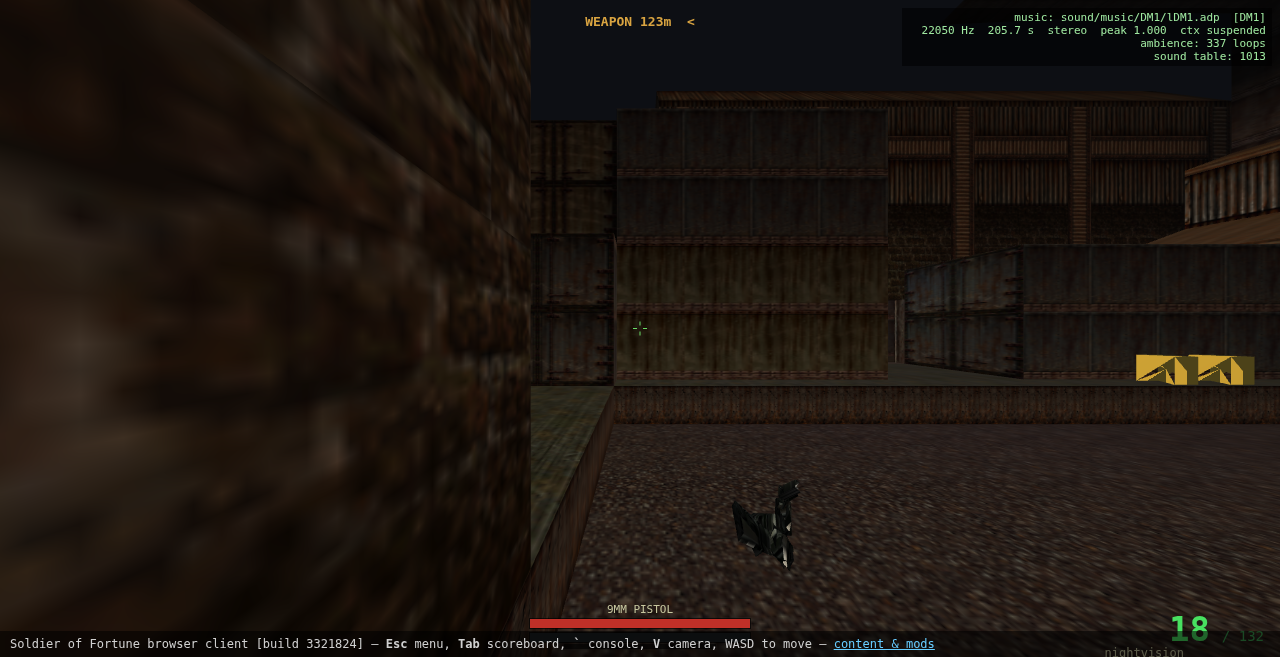 WEAPON 123m <
music: sound/music/DM1/lDM1.adp [DM1]
22050 Hz 205.7 s stereo peak 1.000 ctx suspended
ambience: 337 loops
sound table: 1013
9MM PISTOL
18 / 132
Soldier of Fortune browser client [build 3321824] — Esc menu, Tab scoreboard, ` console, V camera, WASD to move — content & mods
nightvision